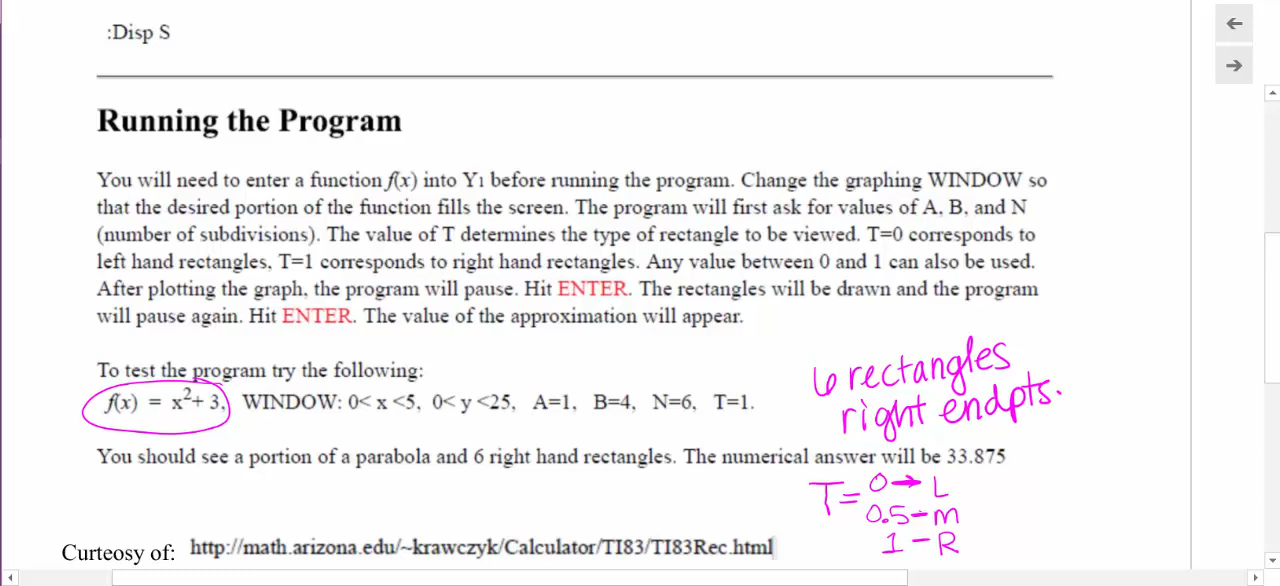 :Disp S
Running the Program
You will need to enter a function f(x) into Y1 before running the program. Change the graphing WINDOW so
that the desired portion of the function fills the screen. The program will first ask for values of A, B, and N
(number of subdivisions). The value of T determines the type of rectangle to be viewed. T=0 corresponds to
left hand rectangles, T=1 corresponds to right hand rectangles. Any value between 0 and 1 can also be used.
After plotting the graph, the program will pause. Hit ENTER. The rectangles will be drawn and the program
will pause again. Hit ENTER. The value of the approximation will appear.
To test the program try the following:
f(x) = x²+ 3, WINDOW: 0< x <5, 0< y <25, A=1, B=4, N=6, T=1.
6 rectangles
right endpts.
You should see a portion of a parabola and 6 right hand rectangles. The numerical answer will be 33.875
T= 0→ L
0.5–m
1 – R
Curteosy of: http://math.arizona.edu/~krawczyk/Calculator/TI83/TI83Rec.html